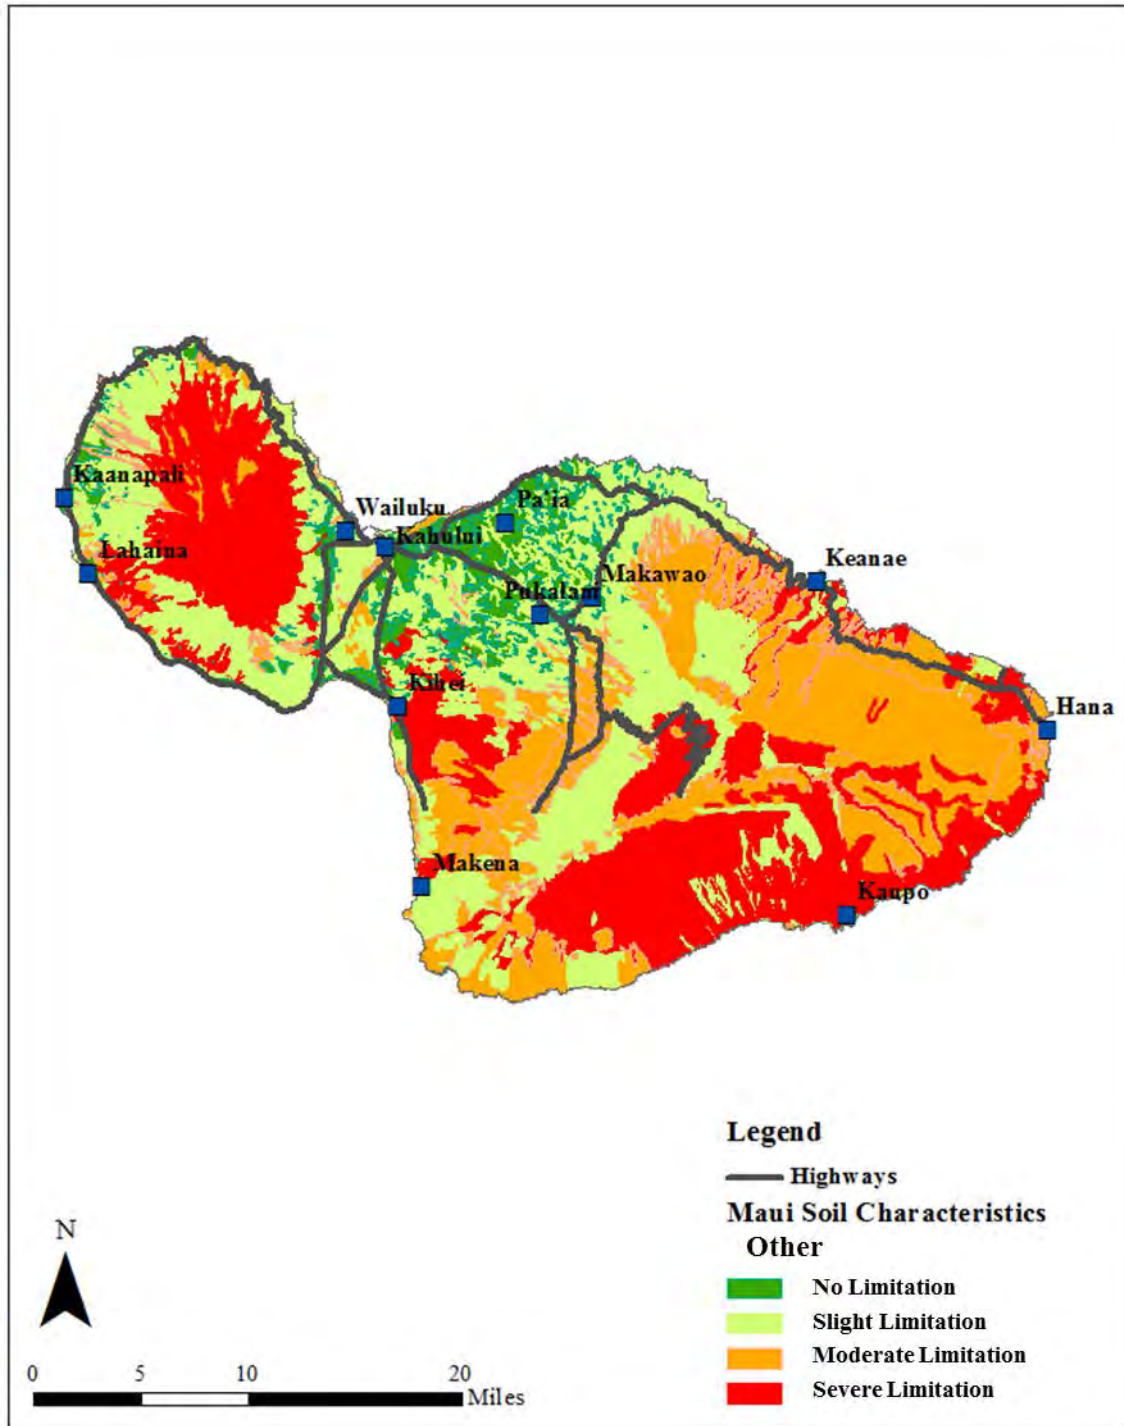 Kaanapali
Wailuku
Pa'ia
Kahului
Lahaina
Keanae
Makawao
Pukalani
Kihei
Hana
Makena
Kaupo
Legend
Highways
Maui Soil Characteristics
Other
No Limitation
Slight Limitation
Moderate Limitation
Severe Limitation
N
0 5 10 20
Miles